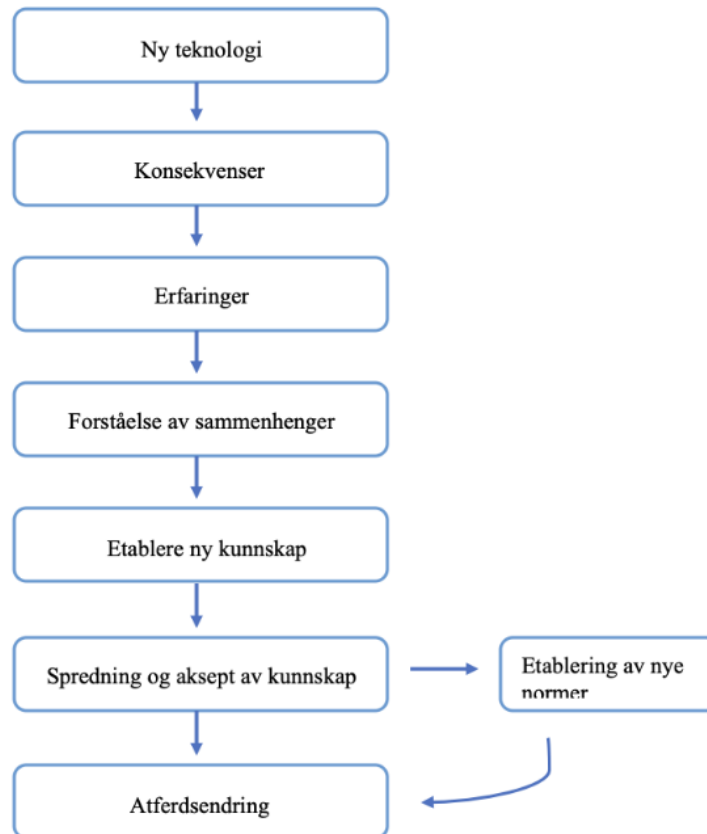 Ny teknologi
Konsekvenser
Erfaringer
Forståelse av sammenhenger
Etablere ny kunnskap
Spredning og aksept av kunnskap
Etablering av nye
normer
Atferdsendring